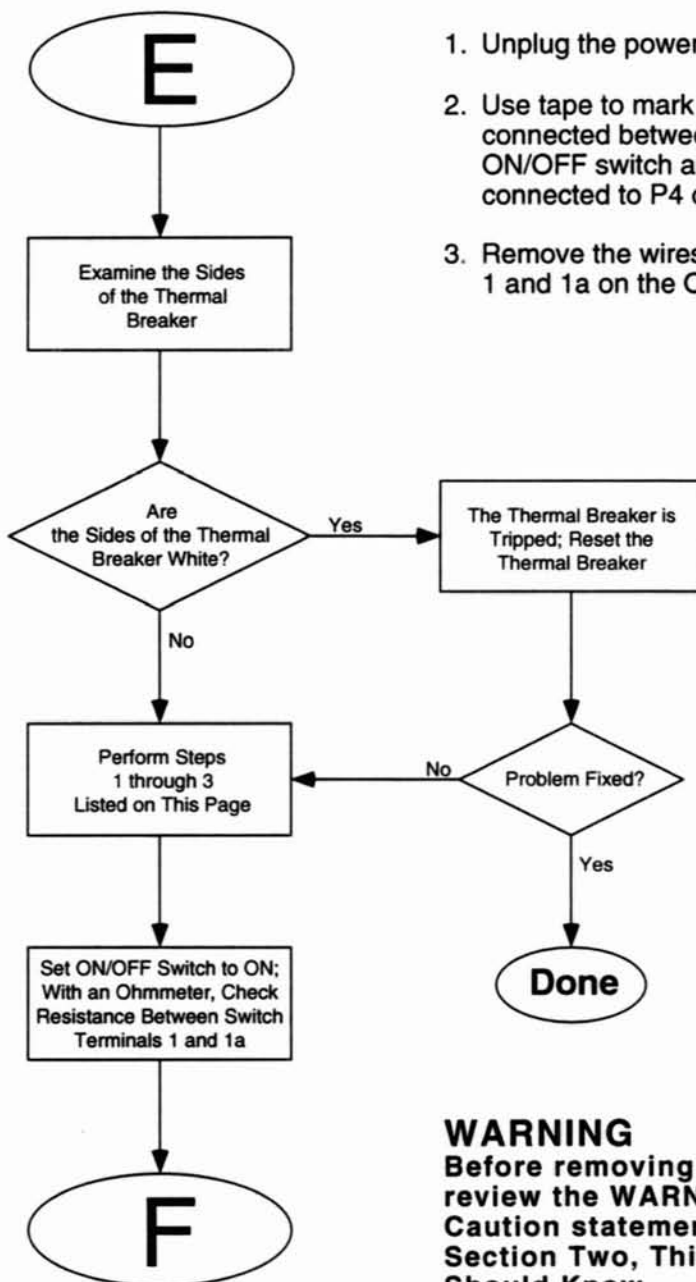 E
1. Unplug the power
2. Use tape to mark
connected betwee
ON/OFF switch a
connected to P4 o
3. Remove the wires
1 and 1a on the O
Examine the Sides
of the Thermal
Breaker
Are
the Sides of the Thermal
Breaker White?
Yes
The Thermal Breaker is
Tripped; Reset the
Thermal Breaker
No
Perform Steps
1 through 3
Listed on This Page
No
Problem Fixed?
Yes
Set ON/OFF Switch to ON;
With an Ohmmeter, Check
Resistance Between Switch
Terminals 1 and 1a
Done
F
WARNING
Before removing
review the WARN
Caution statemen
Section Two, Thi
Should Know